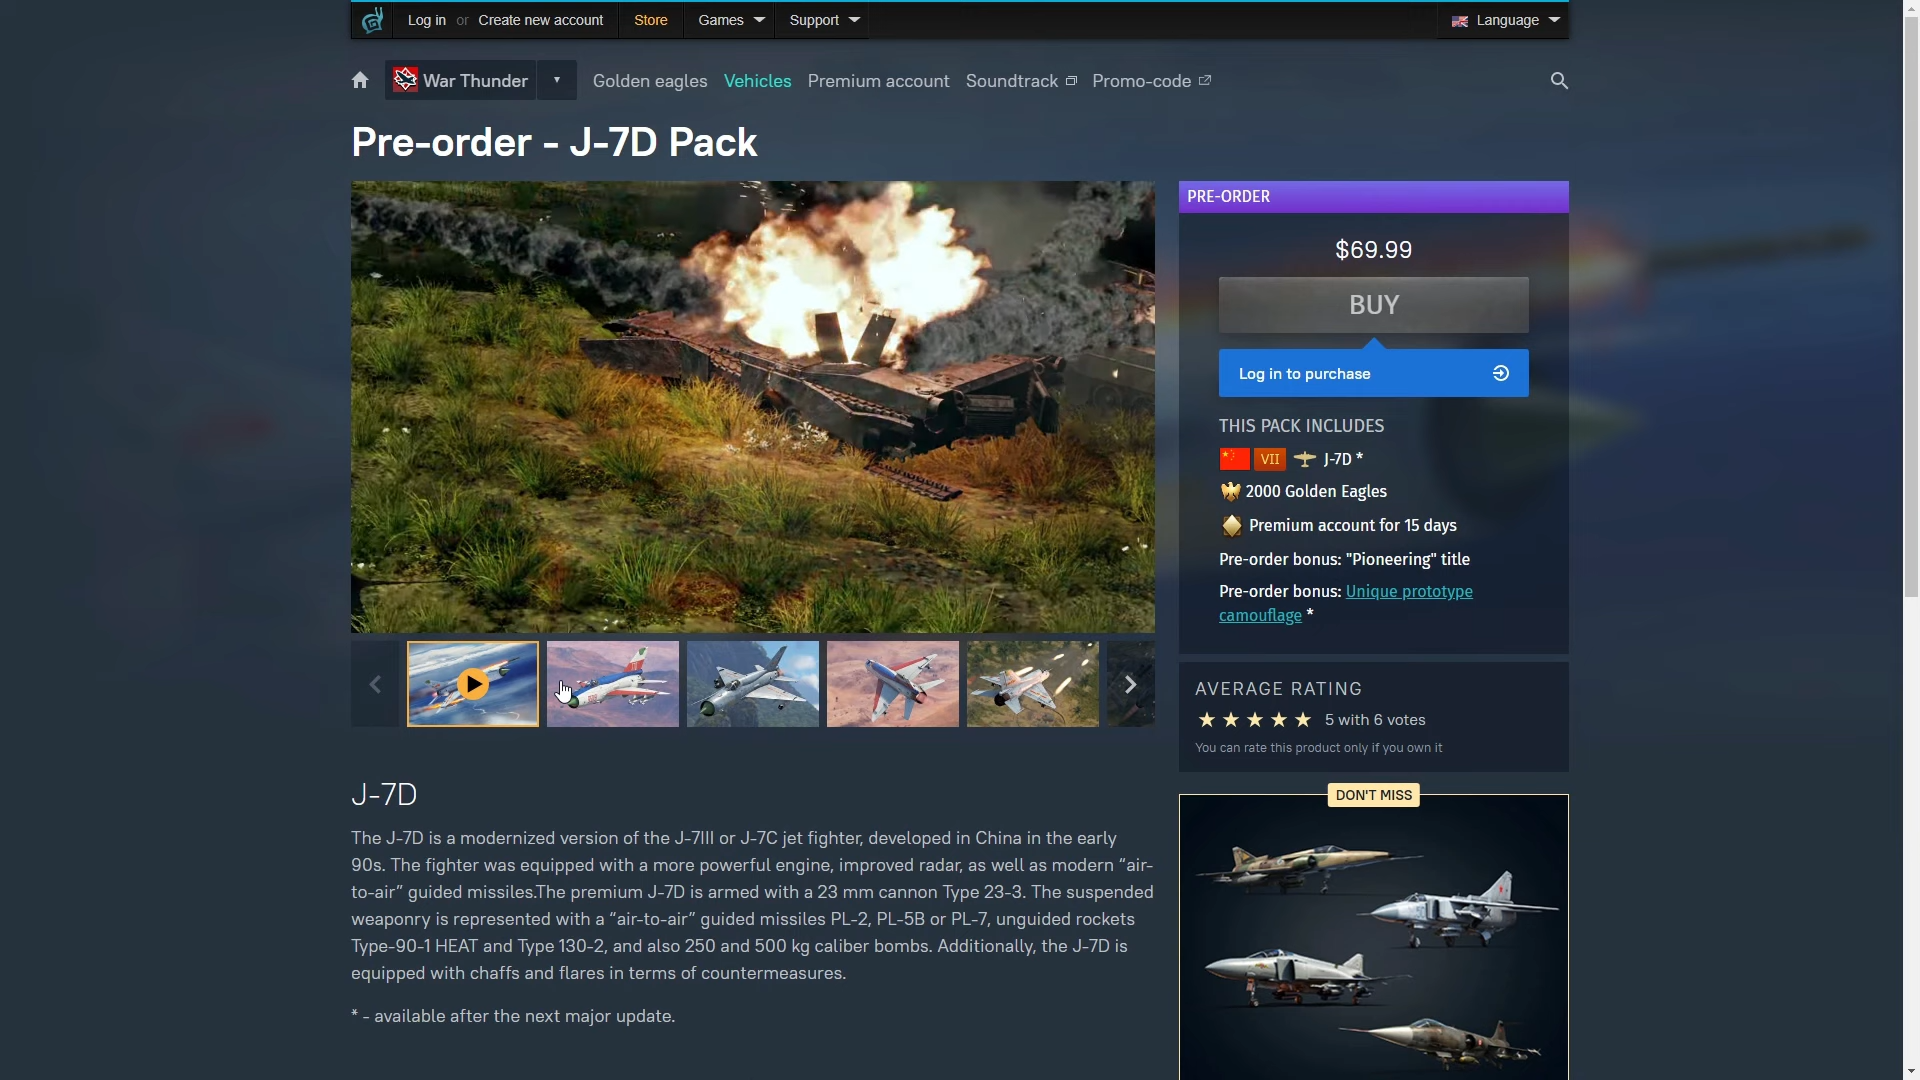 Log in or Create new account Store Games Support Language
War Thunder Golden eagles Vehicles Premium account Soundtrack Promo-code
Pre-order - J-7D Pack
PRE-ORDER
$69.99
BUY
Log in to purchase
THIS PACK INCLUDES
VII J-7D *
2000 Golden Eagles
Premium account for 15 days
Pre-order bonus: "Pioneering" title
Pre-order bonus: Unique prototype
camouflage *
AVERAGE RATING
5 with 6 votes
You can rate this product only if you own it
DON'T MISS
J-7D
The J-7D is a modernized version of the J-7III or J-7C jet fighter, developed in China in the early
90s. The fighter was equipped with a more powerful engine, improved radar, as well as modern “air-
to-air” guided missiles.The premium J-7D is armed with a 23 mm cannon Type 23-3. The suspended
weaponry is represented with a “air-to-air” guided missiles PL-2, PL-5B or PL-7, unguided rockets
Type-90-1 HEAT and Type 130-2, and also 250 and 500 kg caliber bombs. Additionally, the J-7D is
equipped with chaffs and flares in terms of countermeasures.
* - available after the next major update.